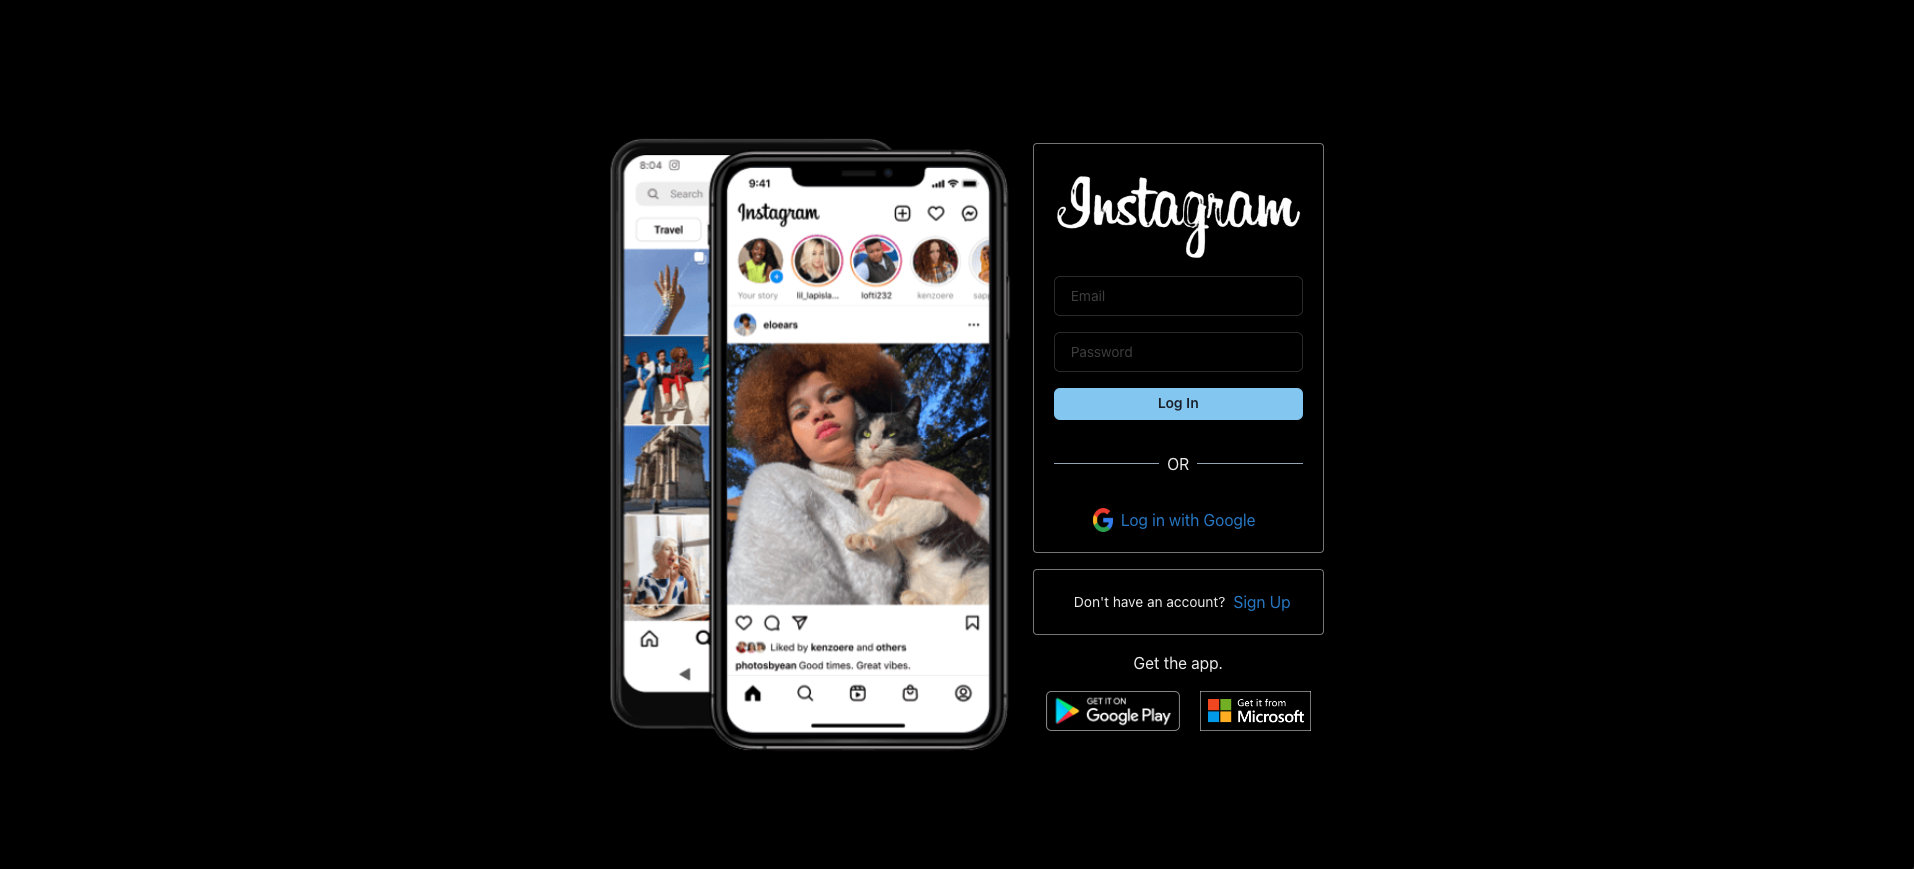 8:04
Search
Travel
9:41
Instagram
Your story
lil_lapisla...
lofti232
kenzoere
eloears
Liked by kenzoere and others
photosbyean Good times. Great vibes.
Instagram
Email
Password
Log In
OR
Log in with Google
Don't have an account? Sign Up
Get the app.
GET IT ON
Google Play
Get it from
Microsoft